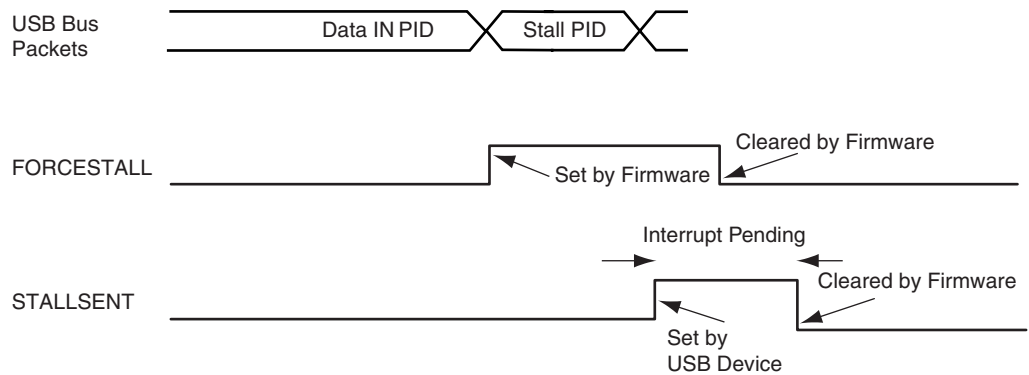 USB Bus
Packets
Data IN PID
Stall PID
FORCESTALL
Set by Firmware
Cleared by Firmware
Interrupt Pending
STALLSENT
Set by
USB Device
Cleared by Firmware